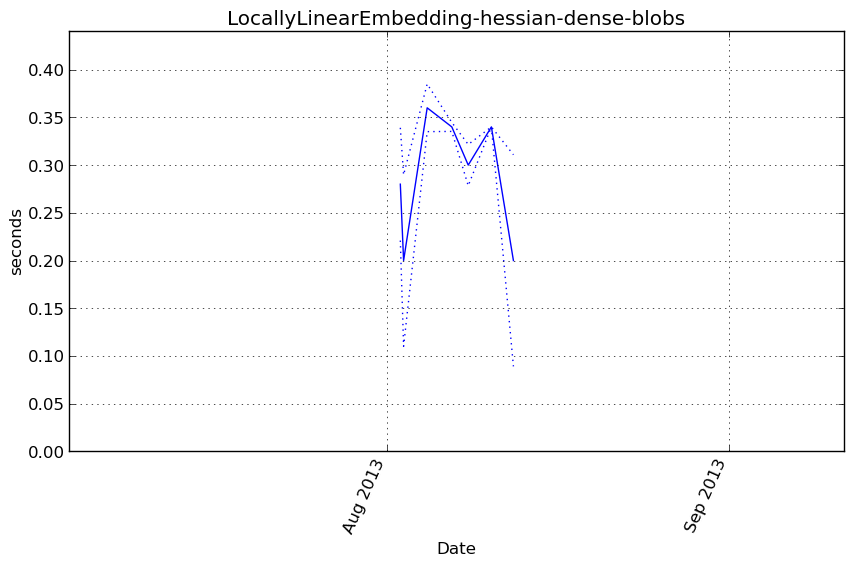 LocallyLinearEmbedding-hessian-dense-blobs
0.40
0.35
0.30
0.25
0.20
0.15
0.10
0.05
0.00
seconds
Aug 2013
Sep 2013
Date